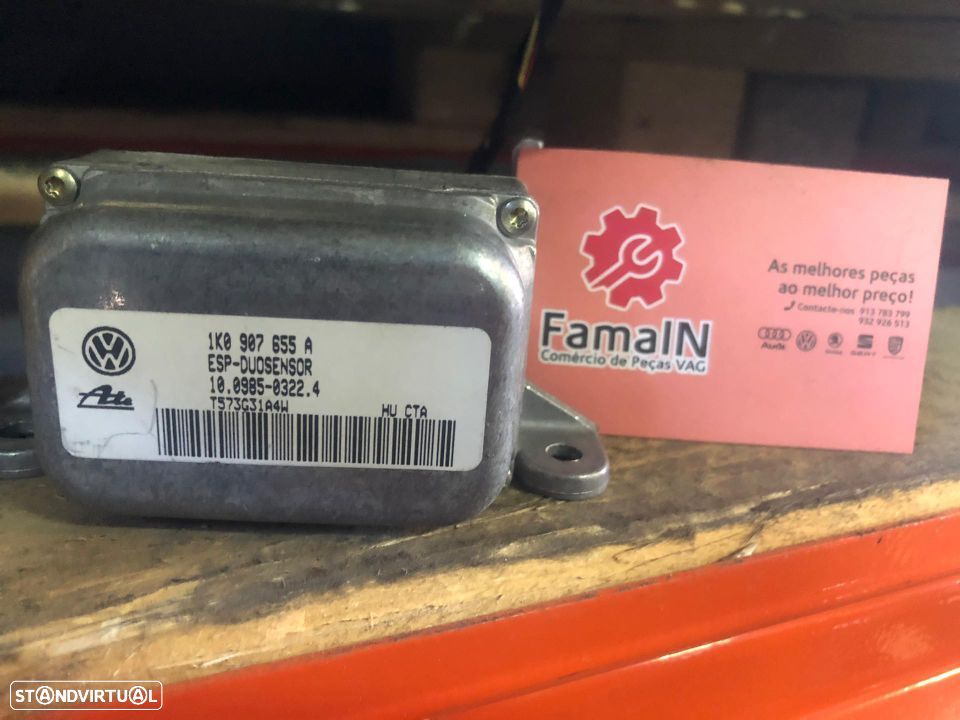 1K0 907 655 A
ESP-DUOSENSOR
10.0985-0322.4
T573G31A4W
HU CTA
Ate
FamaIN
Comércio de Peças VAG
As melhores peças
ao melhor preço!
Contacte-nos 913 783 799
932 926 513
Audi
SEAT
STANDVIRTUAL